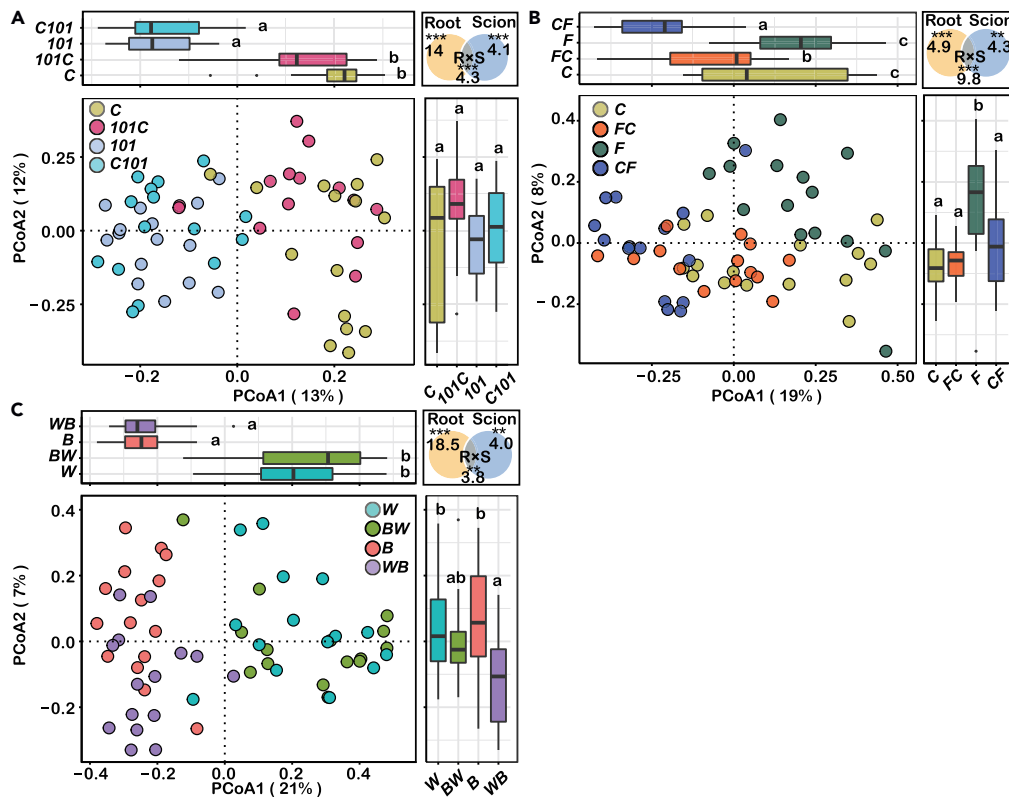 A
C101 a
101 a
101C b
C b
Root Scion
*** ***
14 4.1
R×S
***
4.3
C
101C
101
C101
0.25
0.00
−0.25
PCoA2 ( 12%)
−0.2 0.0 0.2
PCoA1 ( 13%)
a a a a
C 101C 101 C101
B
CF a
F c
FC b
C c
Root Scion
*** **
4.9 4.3
R×S
***
9.8
C
FC
F
CF
0.4
0.2
0.0
−0.2
PCoA2 ( 8%)
−0.25 0.00 0.25 0.50
PCoA1 ( 19%)
a a b a
C FC F CF
C
WB a
B a
BW b
W b
Root Scion
*** **
18.5 4.0
R×S
**
3.8
W
BW
B
WB
0.4
0.2
0.0
−0.2
PCoA2 ( 7%)
−0.4 −0.2 0.0 0.2 0.4
PCoA1 ( 21%)
b ab b a
W BW B WB